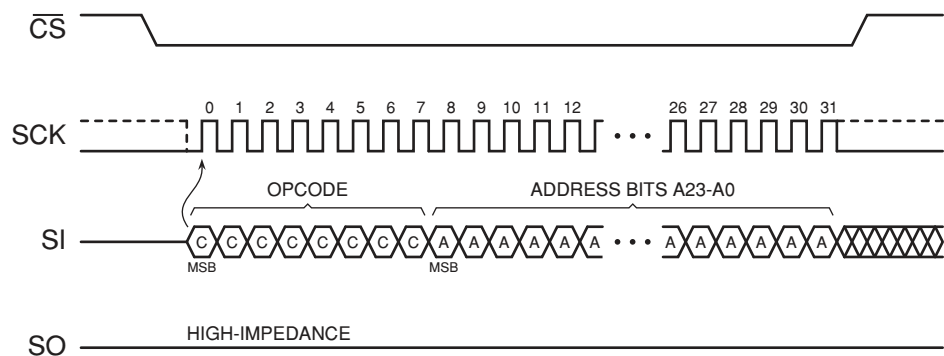 CS
0 1 2 3 4 5 6 7 8 9 10 11 12 26 27 28 29 30 31
SCK
OPCODE ADDRESS BITS A23-A0
SI C C C C C C C C A A A A A A • • • A A A A A A
MSB MSB
HIGH-IMPEDANCE
SO